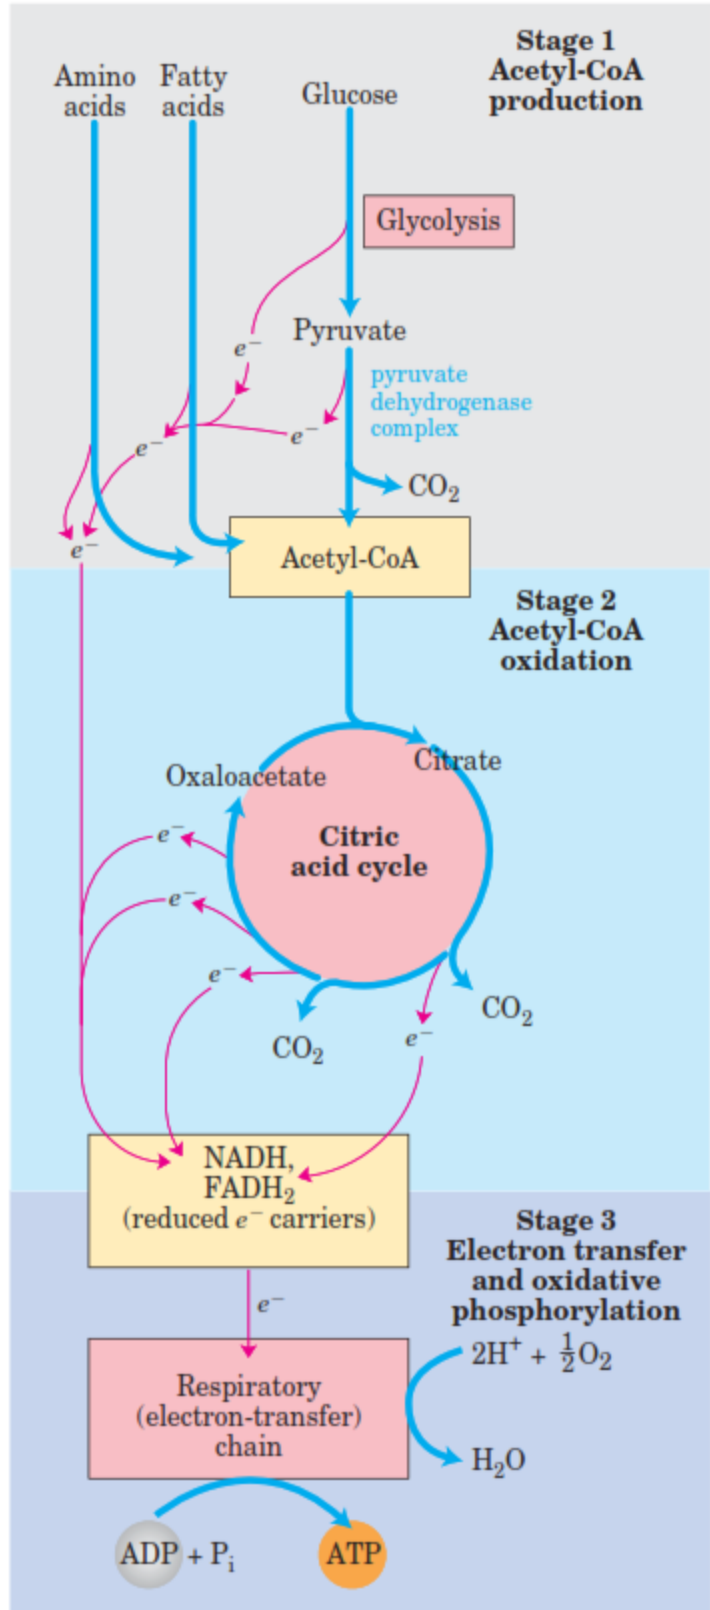 Stage 1
Acetyl-CoA
production
Amino
acids
Fatty
acids
Glucose
Glycolysis
Pyruvate
e⁻
pyruvate
dehydrogenase
complex
e⁻
e⁻
CO₂
e⁻
Acetyl-CoA
Stage 2
Acetyl-CoA
oxidation
Oxaloacetate
Citrate
Citric
acid cycle
e⁻
e⁻
e⁻
CO₂
CO₂
e⁻
NADH,
FADH₂
(reduced e⁻ carriers)
Stage 3
Electron transfer
and oxidative
phosphorylation
e⁻
2H⁺ + ½O₂
Respiratory
(electron-transfer)
chain
H₂O
ADP + Pᵢ
ATP